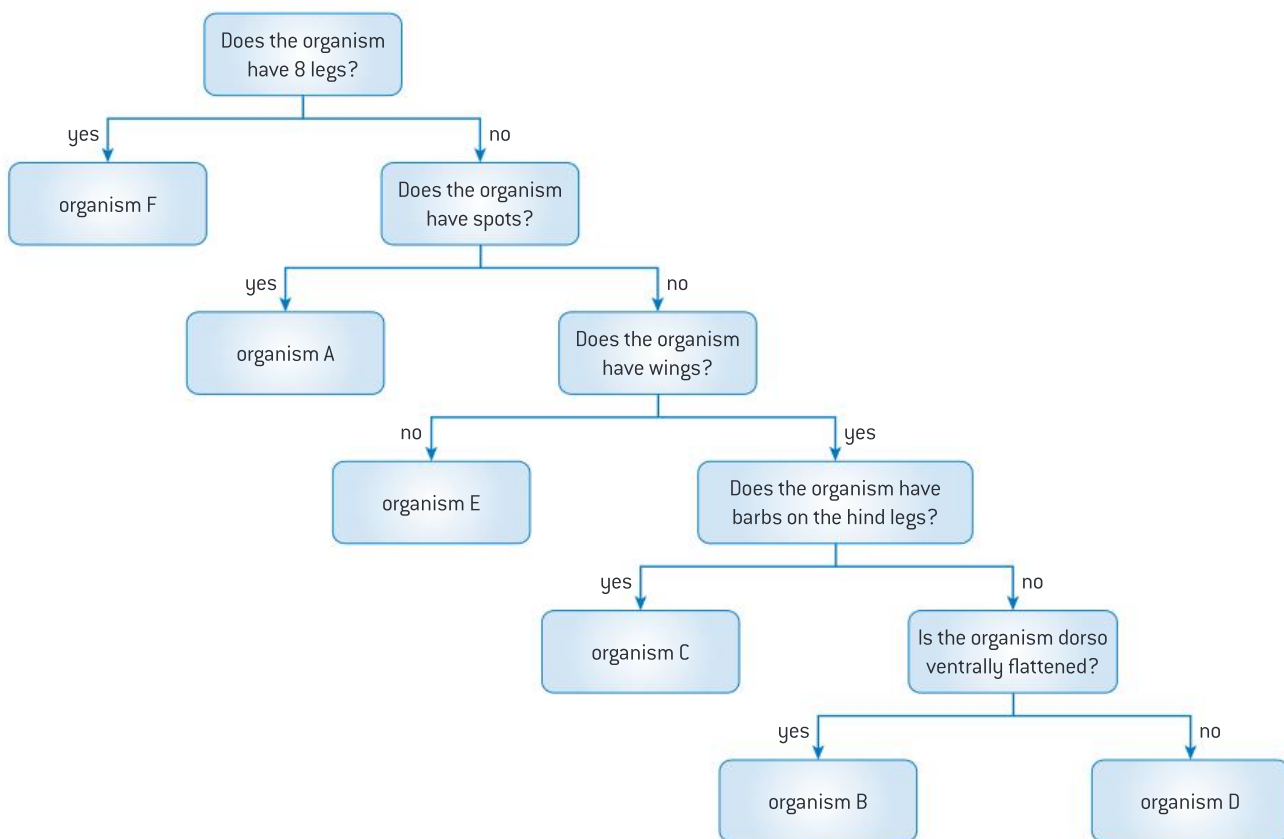 Does the organism
have 8 legs?
yes
no
organism F
Does the organism
have spots?
yes
no
organism A
Does the organism
have wings?
no
yes
organism E
Does the organism have
barbs on the hind legs?
yes
no
organism C
Is the organism dorso
ventrally flattened?
yes
no
organism B
organism D